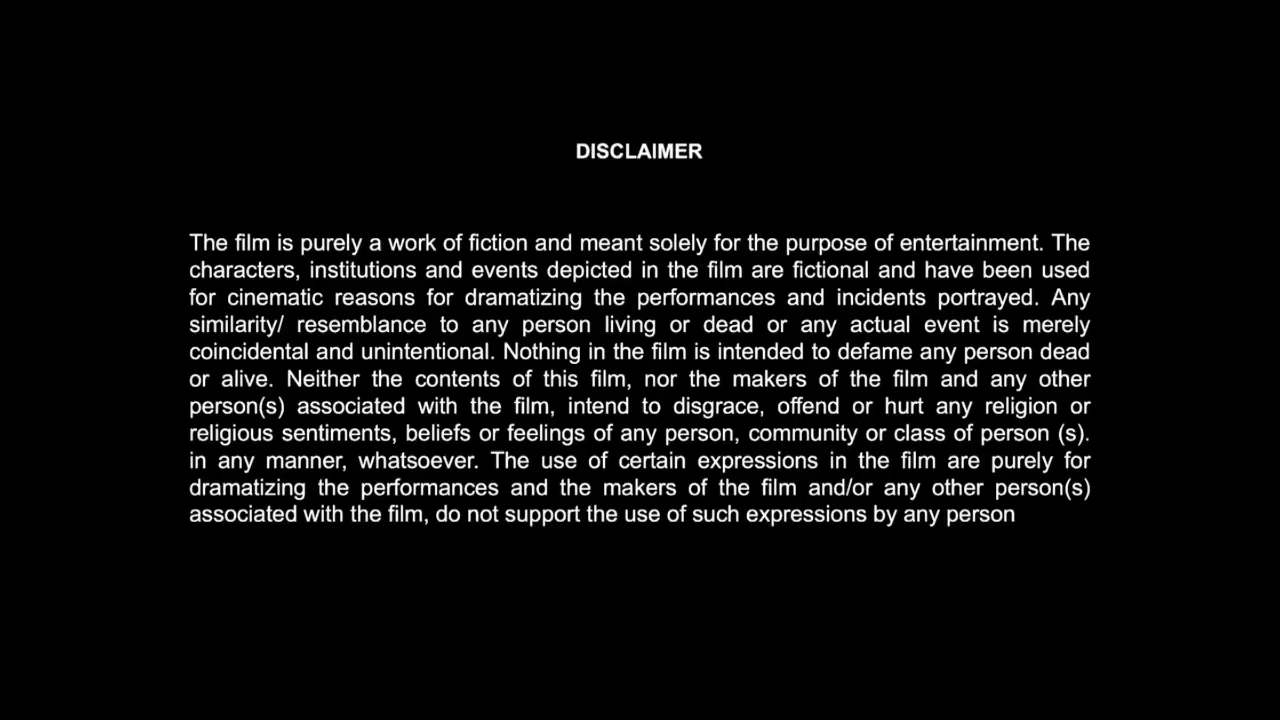 DISCLAIMER
The film is purely a work of fiction and meant solely for the purpose of entertainment. The
characters, institutions and events depicted in the film are fictional and have been used
for cinematic reasons for dramatizing the performances and incidents portrayed. Any
similarity/ resemblance to any person living or dead or any actual event is merely
coincidental and unintentional. Nothing in the film is intended to defame any person dead
or alive. Neither the contents of this film, nor the makers of the film and any other
person(s) associated with the film, intend to disgrace, offend or hurt any religion or
religious sentiments, beliefs or feelings of any person, community or class of person (s).
in any manner, whatsoever. The use of certain expressions in the film are purely for
dramatizing the performances and the makers of the film and/or any other person(s)
associated with the film, do not support the use of such expressions by any person